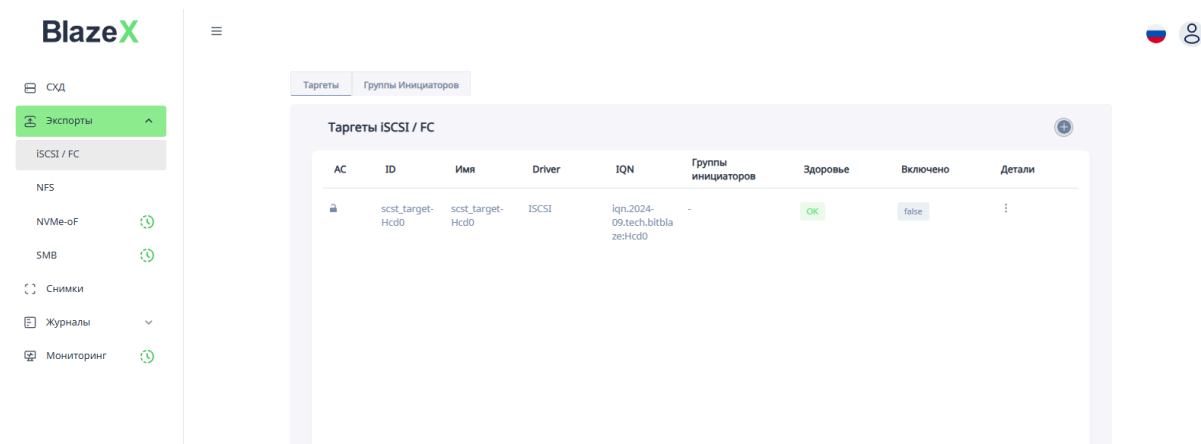 BlazeX
СХД
Экспорты
iSCSI / FC
NFS
NVMe-oF
SMB
Снимки
Журналы
Мониторинг
Таргеты Группы Инициаторов
Таргеты iSCSI / FC
AC ID Имя Driver IQN Группы инициаторов Здоровье Включено Детали
scst_target- scst_target- ISCSI iqn.2024- - OK false
Hcd0 Hcd0 09.tech.bitbla
ze:Hcd0